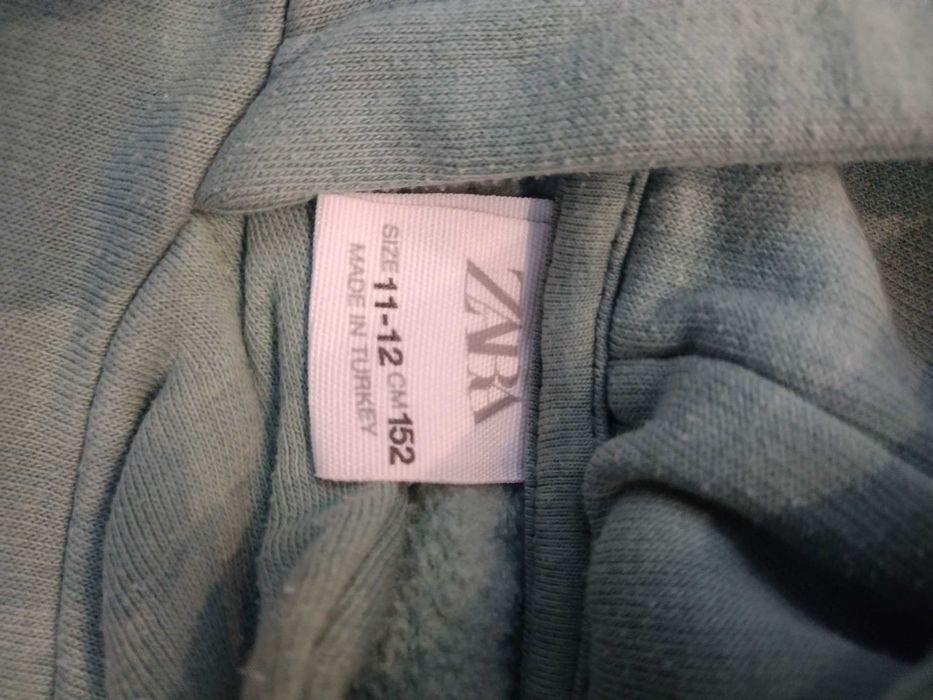 ZARA
SIZE 11-12 CM 152
MADE IN TURKEY